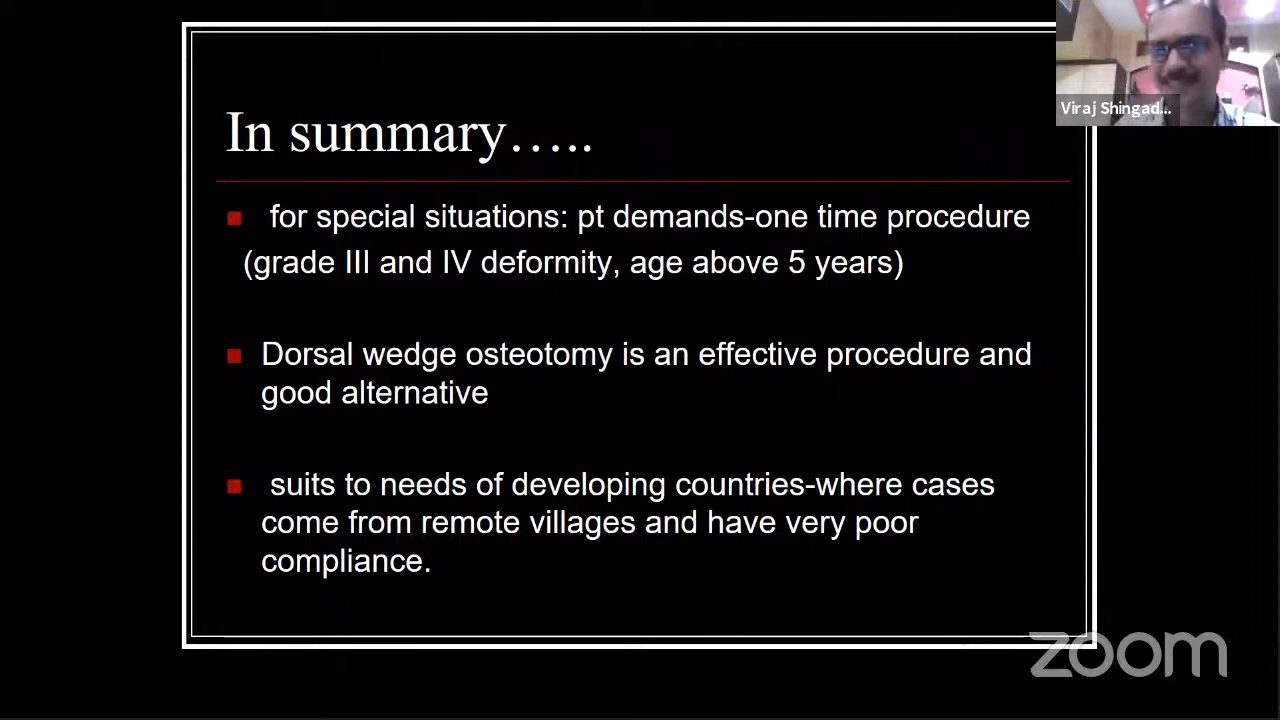 Viraj Shingad...
In summary…..
for special situations: pt demands-one time procedure
(grade III and IV deformity, age above 5 years)
Dorsal wedge osteotomy is an effective procedure and
good alternative
suits to needs of developing countries-where cases
come from remote villages and have very poor
compliance.
zoom